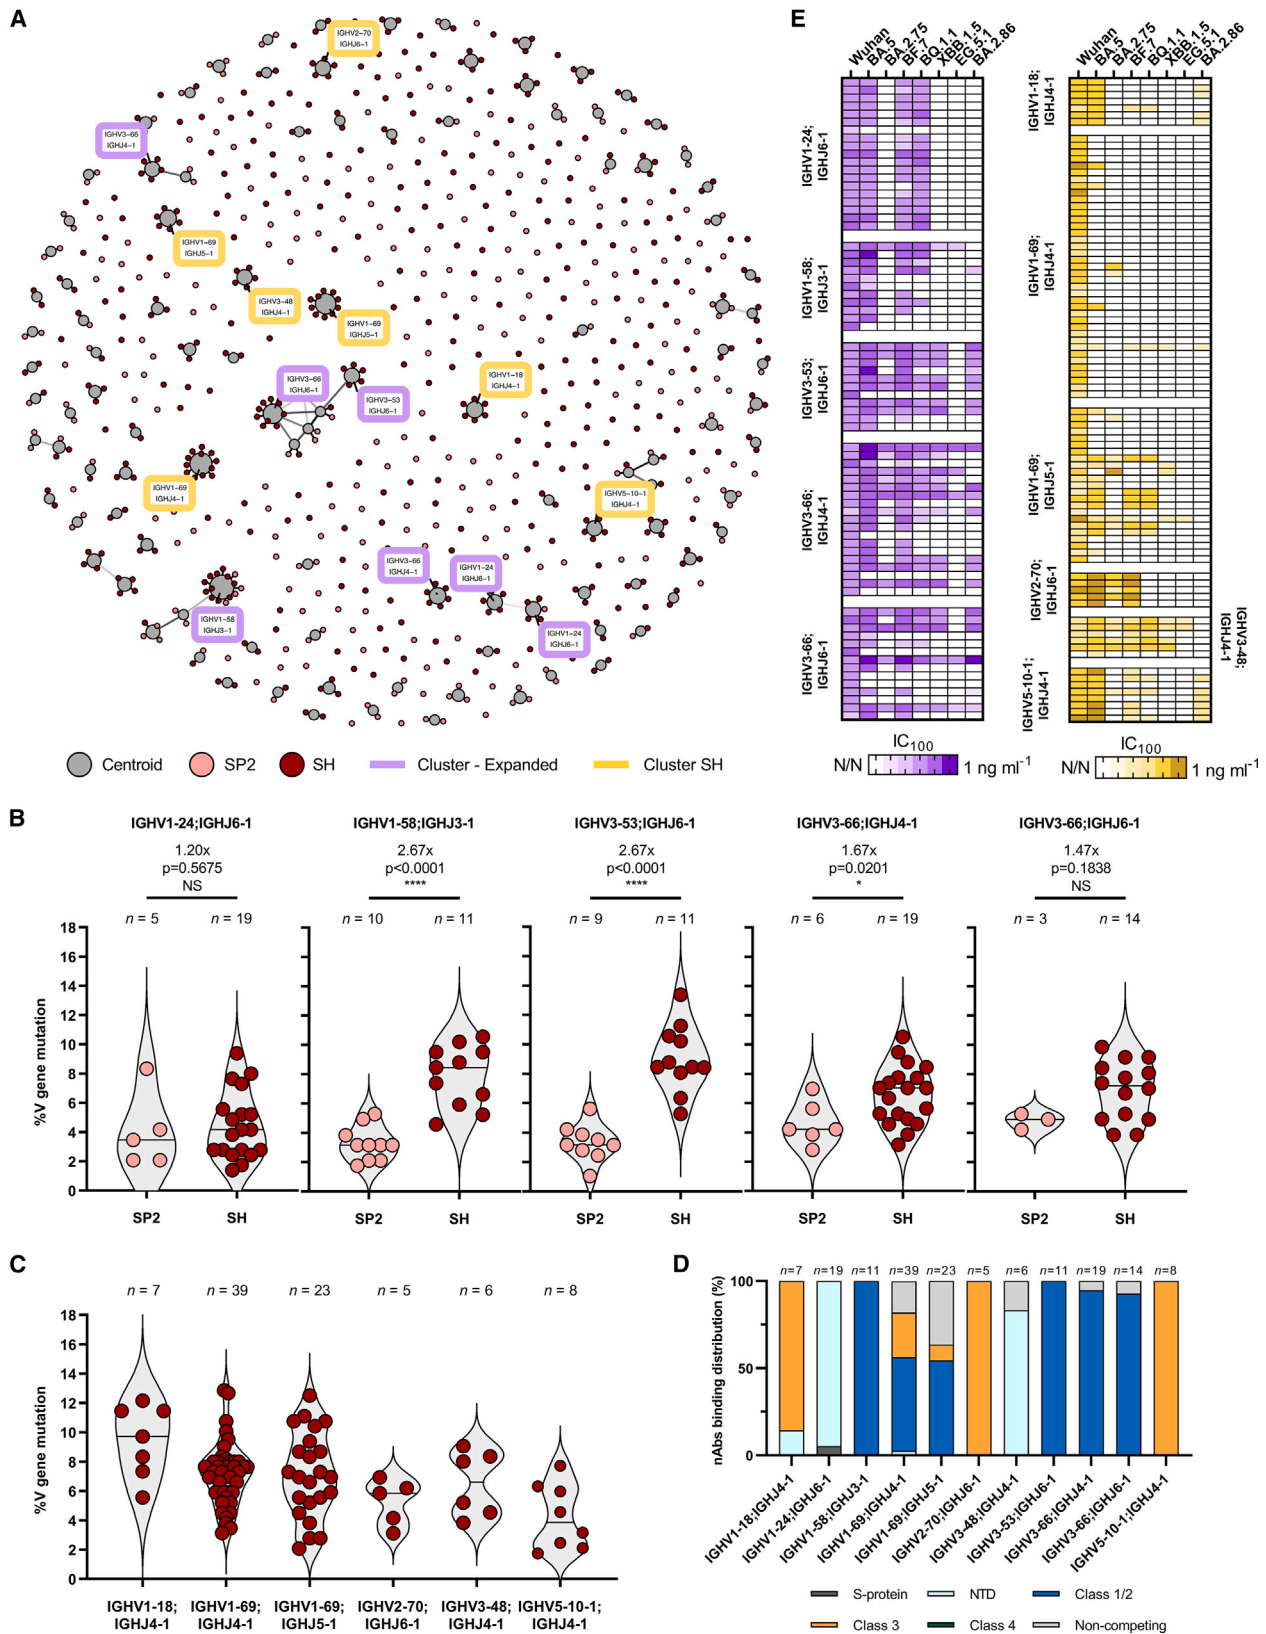 A
IGHV2−70
IGHJ6−1
IGHV3−66
IGHJ4−1
IGHV1−69
IGHJ5−1
IGHV3−48
IGHJ4−1
IGHV1−69
IGHJ5−1
IGHV3−66
IGHJ6−1
IGHV3−53
IGHJ6−1
IGHV1−18
IGHJ4−1
IGHV1−69
IGHJ4−1
IGHV5−10−1
IGHJ4−1
IGHV3−66
IGHJ4−1
IGHV1−24
IGHJ6−1
IGHV1−58
IGHJ3−1
IGHV1−24
IGHJ6−1
Centroid
SP2
SH
Cluster - Expanded
Cluster SH
E
Wuhan
BA.5
BA.2.75
BF.7
BQ.1.1
XBB.1.5
EG.5.1
BA.2.86
IGHV1-24;
IGHJ6-1
IGHV1-58;
IGHJ3-1
IGHV3-53;
IGHJ6-1
IGHV3-66;
IGHJ4-1
IGHV3-66;
IGHJ6-1
IC100
N/N
1 ng ml-1
Wuhan
BA.5
BA.2.75
BF.7
BQ.1.1
XBB.1.5
EG.5.1
BA.2.86
IGHV1-18;
IGHJ4-1
IGHV1-69;
IGHJ4-1
IGHV1-69;
IGHJ5-1
IGHV2-70;
IGHJ6-1
IGHV3-48;
IGHJ4-1
IGHV5-10-1;
IGHJ4-1
IC100
N/N
1 ng ml-1
B
IGHV1-24;IGHJ6-1
IGHV1-58;IGHJ3-1
IGHV3-53;IGHJ6-1
IGHV3-66;IGHJ4-1
IGHV3-66;IGHJ6-1
1.20x
2.67x
2.67x
1.67x
1.47x
p=0.5675
p<0.0001
p<0.0001
p=0.0201
p=0.1838
NS
****
****
*
NS
n = 5
n = 19
n = 10
n = 11
n = 9
n = 11
n = 6
n = 19
n = 3
n = 14
%V gene mutation
18
16
14
12
10
8
6
4
2
0
SP2
SH
SP2
SH
SP2
SH
SP2
SH
SP2
SH
C
n = 7
n = 39
n = 23
n = 5
n = 6
n = 8
%V gene mutation
18
16
14
12
10
8
6
4
2
0
IGHV1-18;
IGHJ4-1
IGHV1-69;
IGHJ4-1
IGHV1-69;
IGHJ5-1
IGHV2-70;
IGHJ6-1
IGHV3-48;
IGHJ4-1
IGHV5-10-1;
IGHJ4-1
D
n=7
n=19
n=11
n=39
n=23
n=5
n=6
n=11
n=19
n=14
n=8
nAbs binding distribution (%)
100
50
0
IGHV1-18;IGHJ4-1
IGHV1-24;IGHJ6-1
IGHV1-58;IGHJ3-1
IGHV1-69;IGHJ4-1
IGHV1-69;IGHJ5-1
IGHV2-70;IGHJ6-1
IGHV3-48;IGHJ4-1
IGHV3-53;IGHJ6-1
IGHV3-66;IGHJ4-1
IGHV3-66;IGHJ6-1
IGHV5-10-1;IGHJ4-1
S-protein
NTD
Class 1/2
Class 3
Class 4
Non-competing